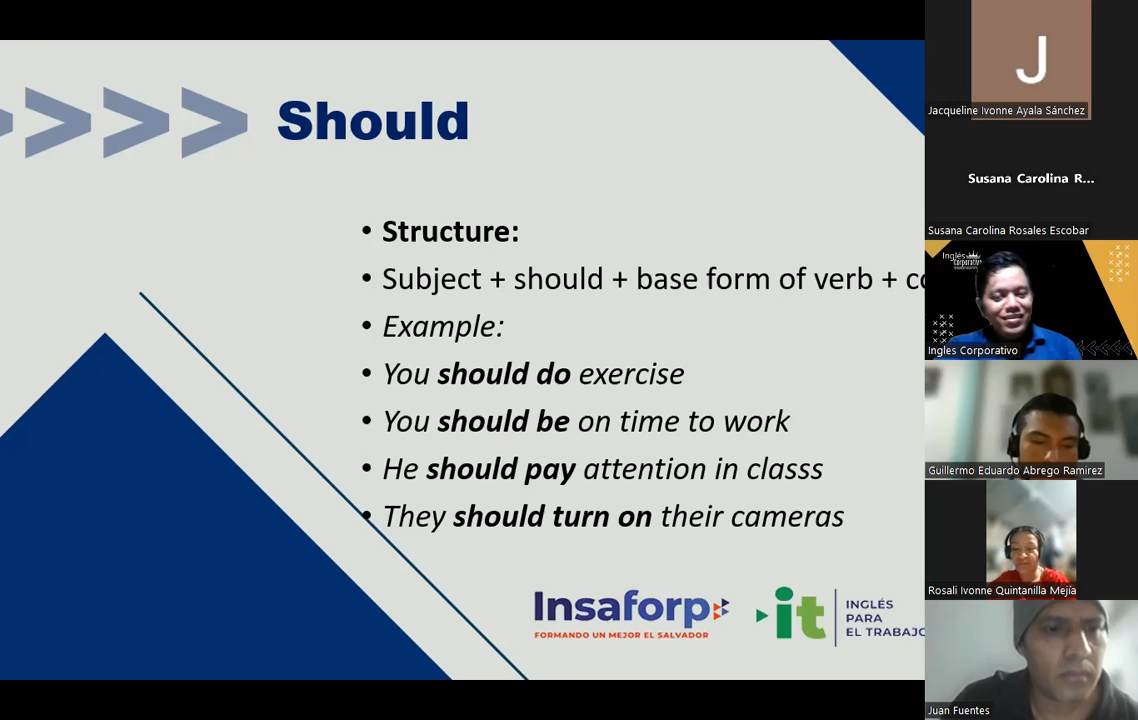 Should
• Structure:
• Subject + should + base form of verb +
• Example:
• You should do exercise
• You should be on time to work
• He should pay attention in classs
• They should turn on their cameras
Insaforp
FORMANDO UN MEJOR EL SALVADOR
it
INGLÉS
PARA
EL TRABAJO
J
Jacqueline Ivonne Ayala Sánchez
Susana Carolina R...
Susana Carolina Rosales Escobar
Inglés
corporativo
Ingles Corporativo
Guillermo Eduardo Abrego Ramirez
Rosali Ivonne Quintanilla Mejía
Juan Fuentes